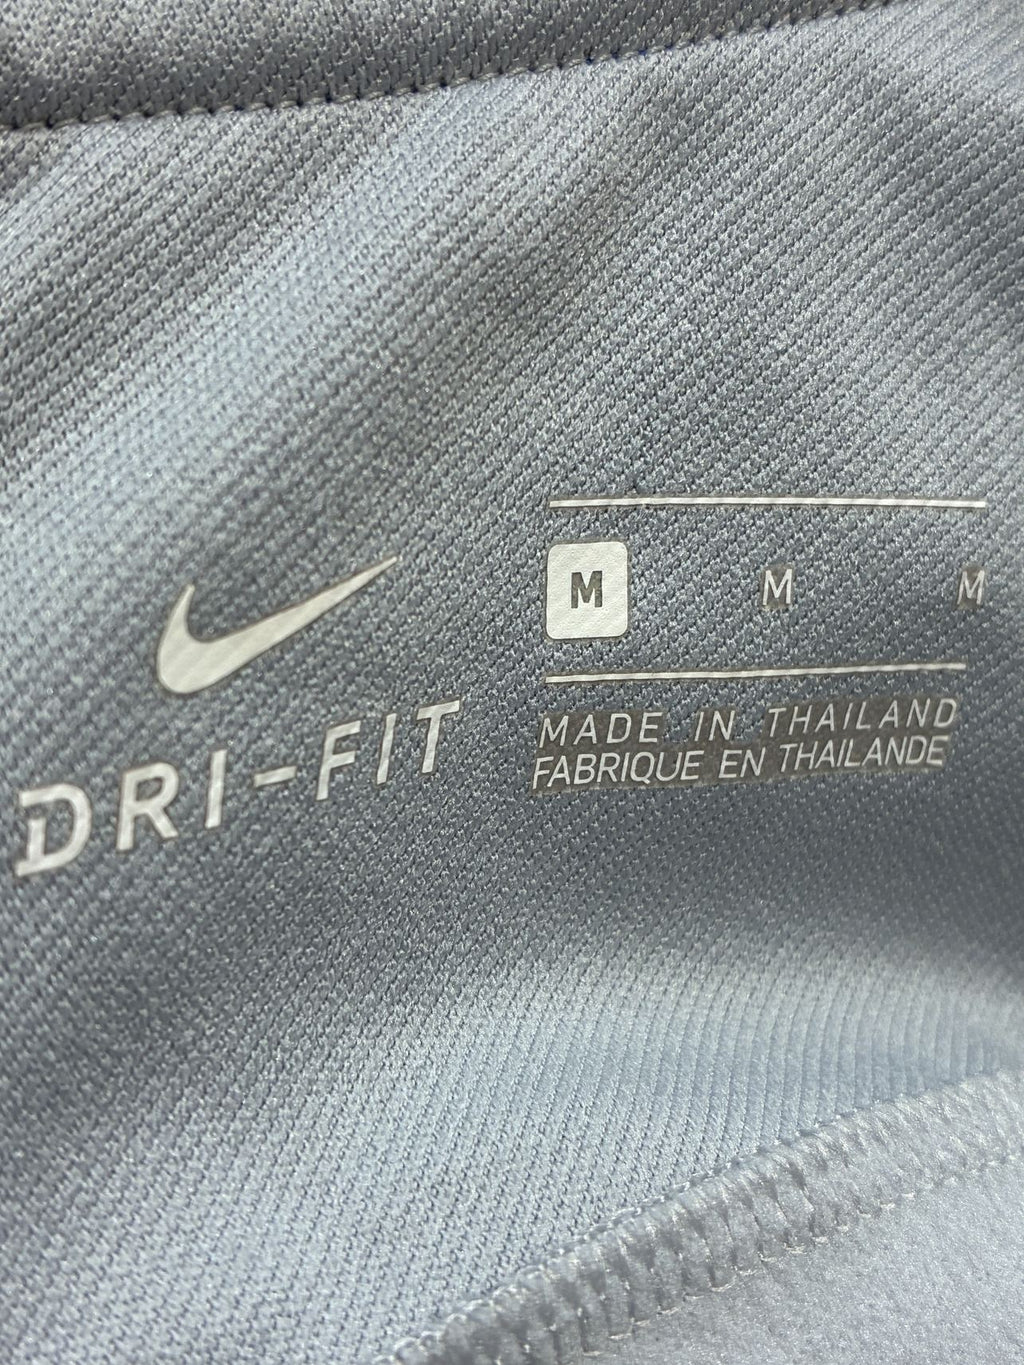 DRI-FIT
M M M
MADE IN THAILAND
FABRIQUE EN THAILANDE